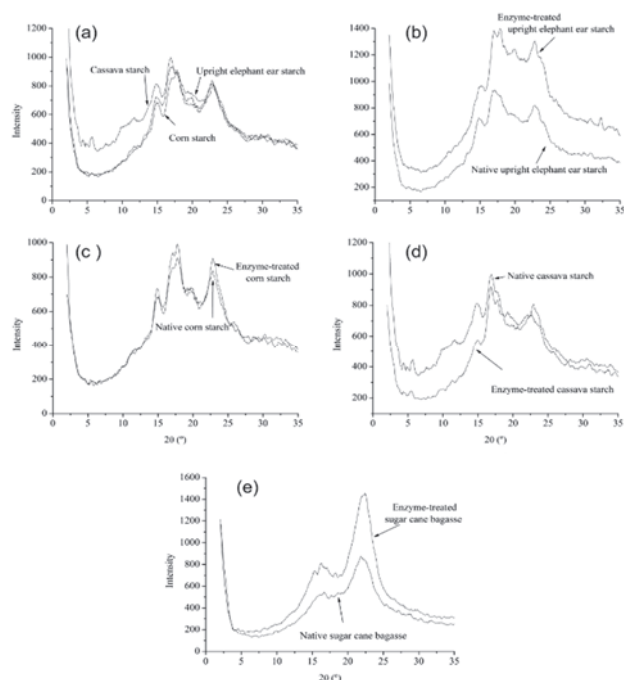 (a)
1200
1000
800
600
400
200
0
Intensity
Cassava starch
Upright elephant ear starch
Corn starch
0 5 10 15 20 25 30 35
2θ (°)
(b)
1400
1200
1000
800
600
400
200
Intensity
Enzyme-treated
upright elephant ear starch
Native upright elephant ear starch
0 5 10 15 20 25 30 35
2θ (°)
(c )
1000
800
600
400
200
0
Intensity
Enzyme-treated
corn starch
Native corn starch
0 5 10 15 20 25 30 35
2θ (°)
(d)
1200
1000
800
600
400
200
Intensity
Native cassava starch
Enzyme-treated cassava starch
0 5 10 15 20 25 30 35
2θ (°)
(e)
1600
1400
1200
1000
800
600
400
200
0
Intensity
Enzyme-treated
sugar cane bagasse
Native sugar cane bagasse
0 5 10 15 20 25 30 35
2θ (°)